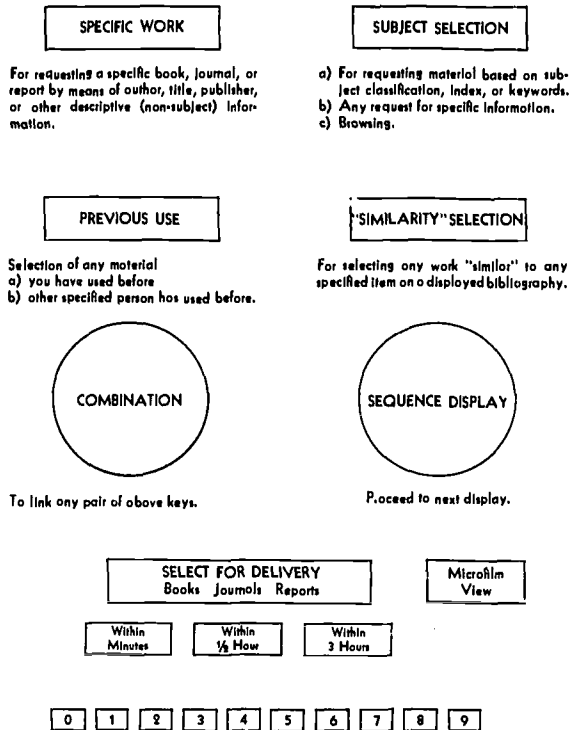 SPECIFIC WORK
For requesting a specific book, journal, or
report by means of author, title, publisher,
or other descriptive (non-subject) infor-
mation.
SUBJECT SELECTION
a) For requesting material based on sub-
ject classification, index, or keywords.
b) Any request for specific information.
c) Browsing.
PREVIOUS USE
Selection of any material
a) you have used before
b) other specified person has used before.
"SIMILARITY" SELECTION
For selecting any work "similar" to any
specified item on a displayed bibliography.
COMBINATION
To link any pair of above keys.
SEQUENCE DISPLAY
Proceed to next display.
SELECT FOR DELIVERY
Books Journals Reports
Microfilm
View
Within
Minutes
Within
½ Hour
Within
3 Hours
0 1 2 3 4 5 6 7 8 9